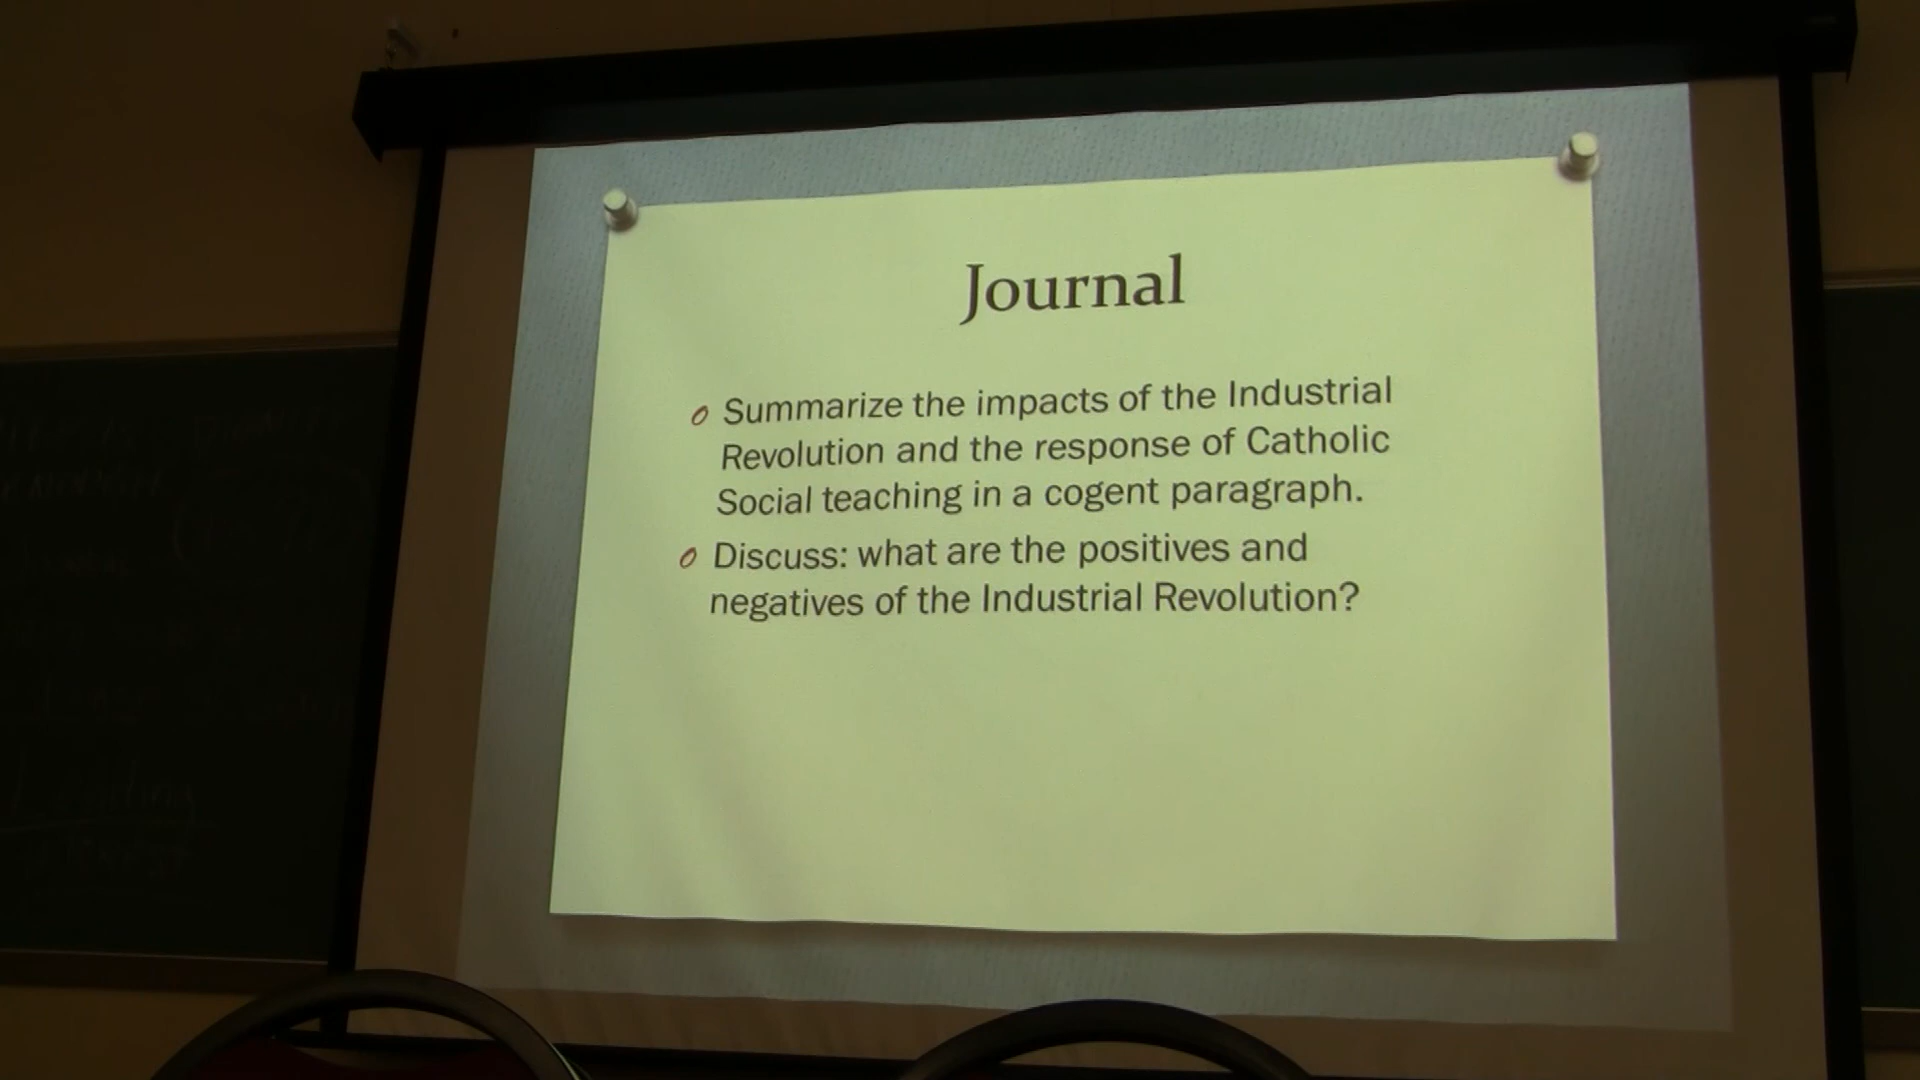 Journal
Summarize the impacts of the Industrial
Revolution and the response of Catholic
Social teaching in a cogent paragraph.
Discuss: what are the positives and
negatives of the Industrial Revolution?